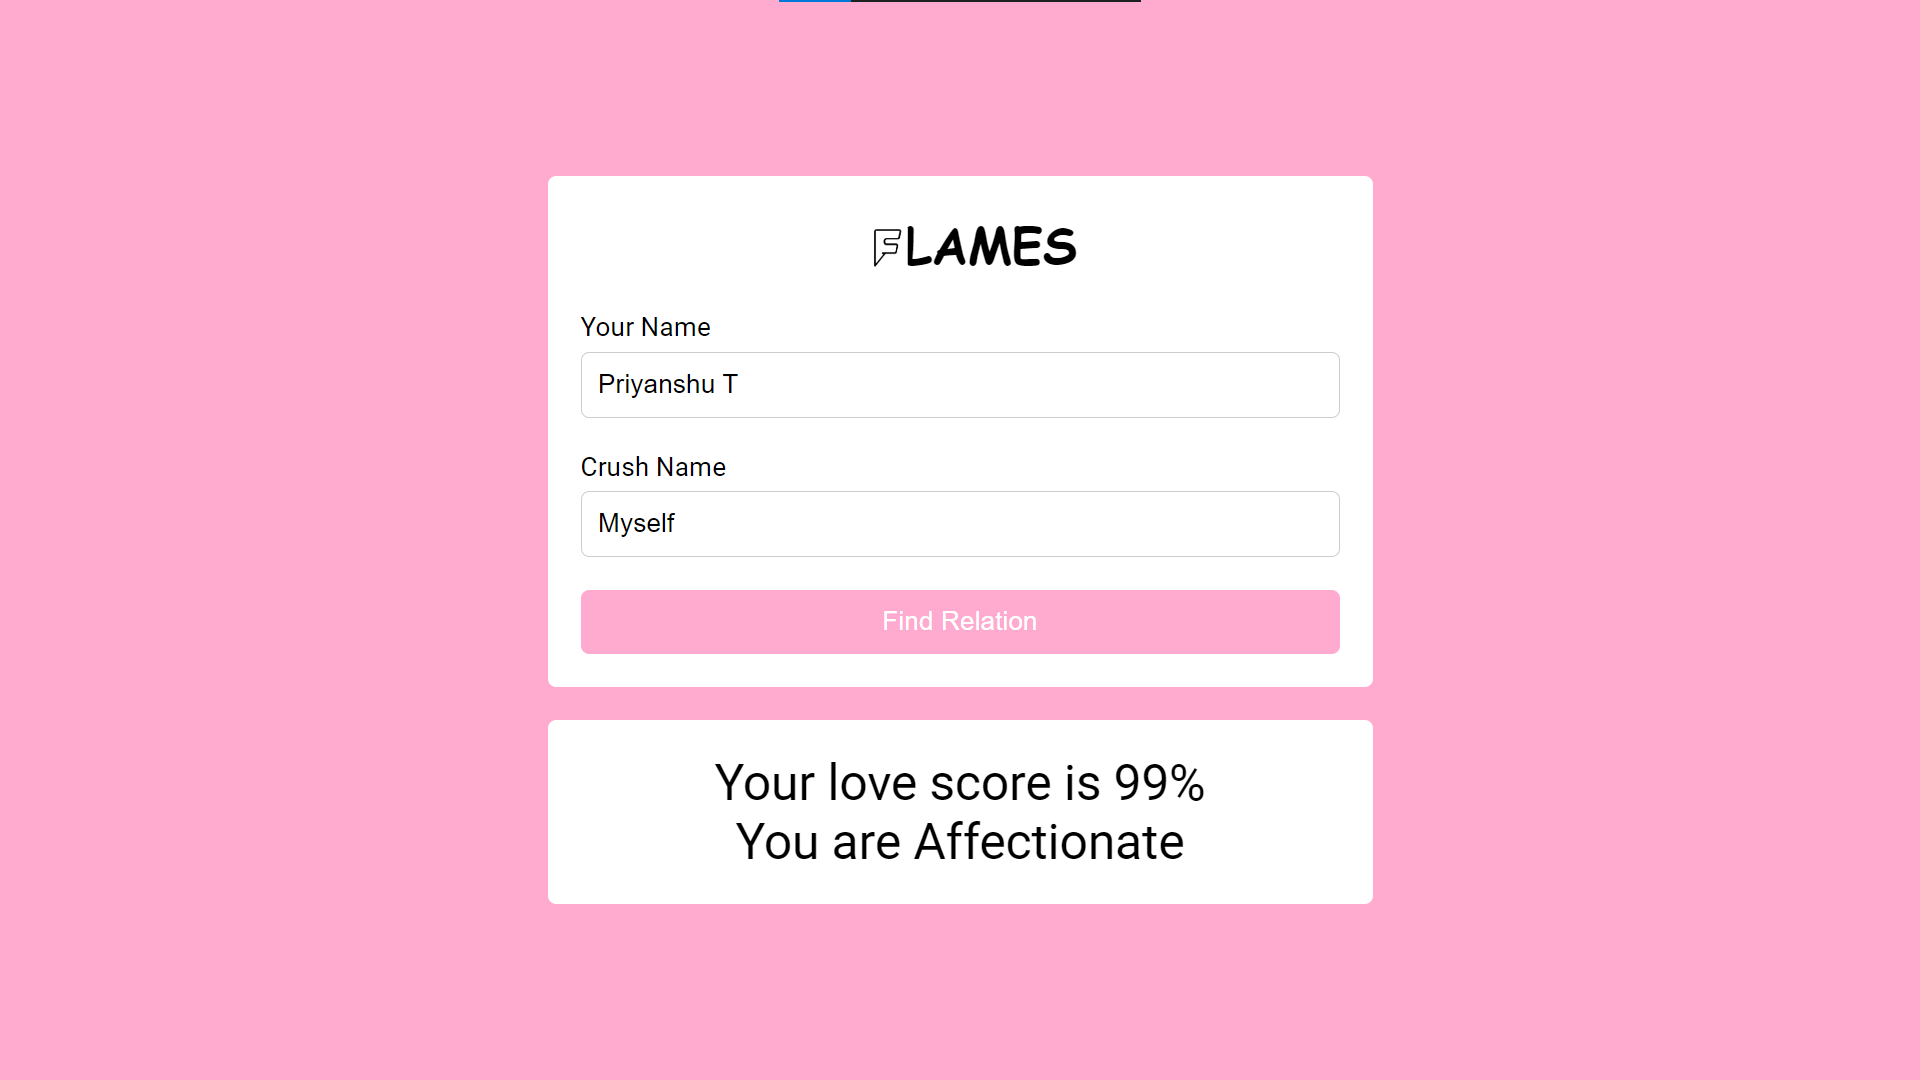 FLAMES
Your Name
Priyanshu T
Crush Name
Myself
Find Relation
Your love score is 99%
You are Affectionate